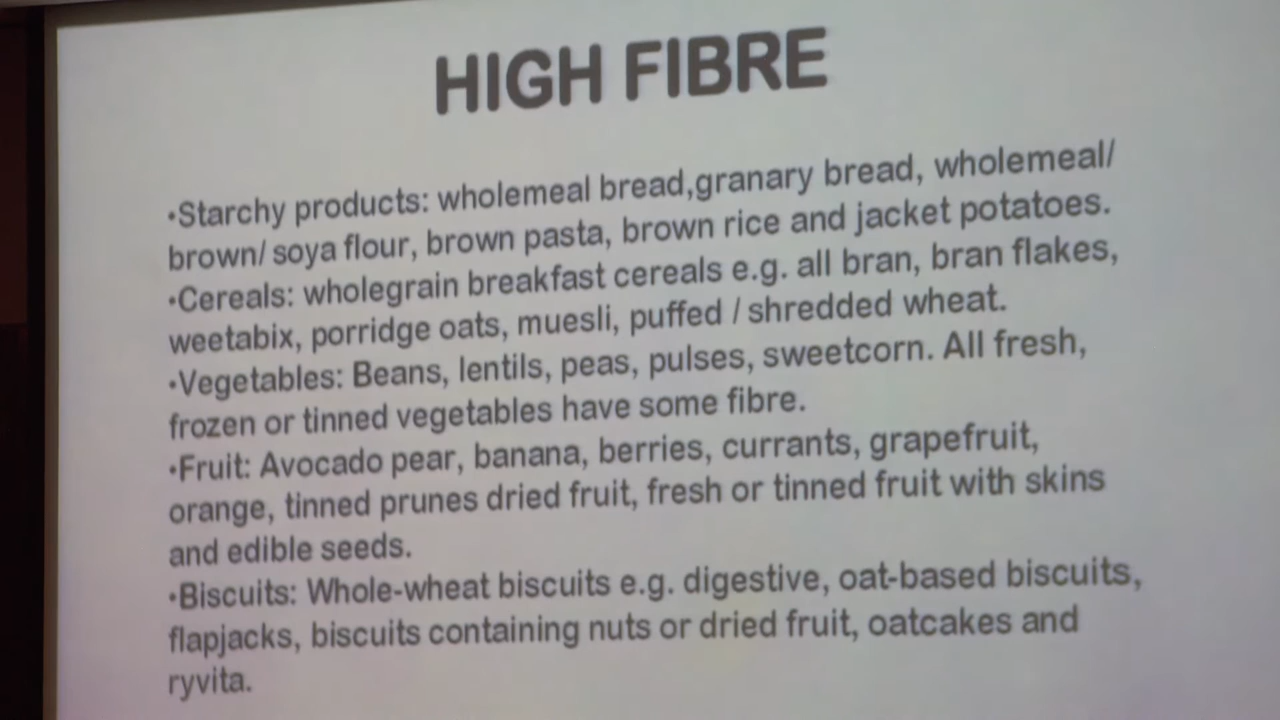 HIGH FIBRE
•Starchy products: wholemeal bread,granary bread, wholemeal/
brown/ soya flour, brown pasta, brown rice and jacket potatoes.
•Cereals: wholegrain breakfast cereals e.g. all bran, bran flakes,
weetabix, porridge oats, muesli, puffed / shredded wheat.
•Vegetables: Beans, lentils, peas, pulses, sweetcorn. All fresh,
frozen or tinned vegetables have some fibre.
•Fruit: Avocado pear, banana, berries, currants, grapefruit,
orange, tinned prunes dried fruit, fresh or tinned fruit with skins
and edible seeds.
•Biscuits: Whole-wheat biscuits e.g. digestive, oat-based biscuits,
flapjacks, biscuits containing nuts or dried fruit, oatcakes and
ryvita.